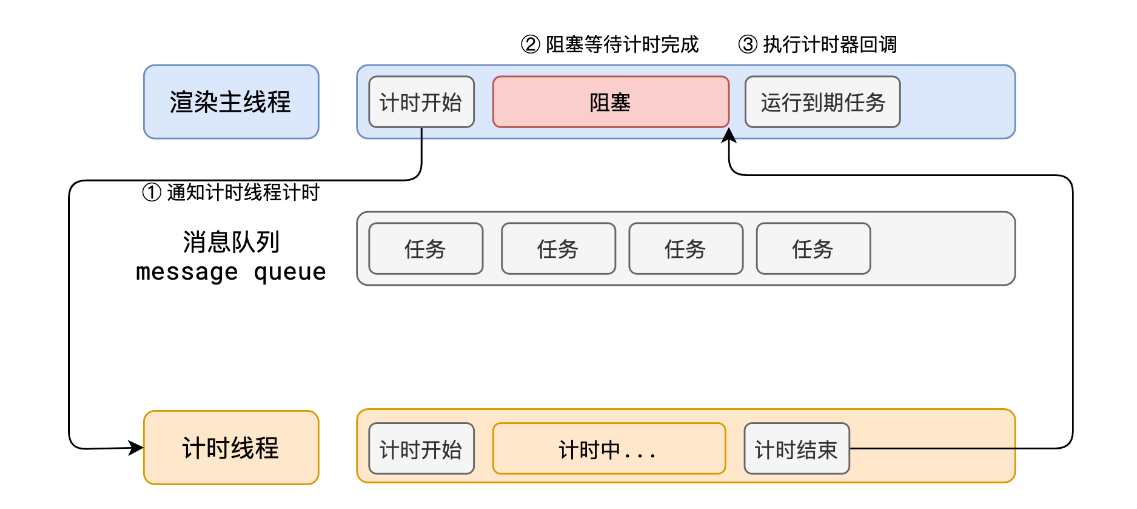 ② 阻塞等待计时完成
③ 执行计时器回调
渲染主线程
计时开始
阻塞
运行到期任务
① 通知计时线程计时
消息队列
message queue
任务
任务
任务
任务
计时线程
计时开始
计时中...
计时结束